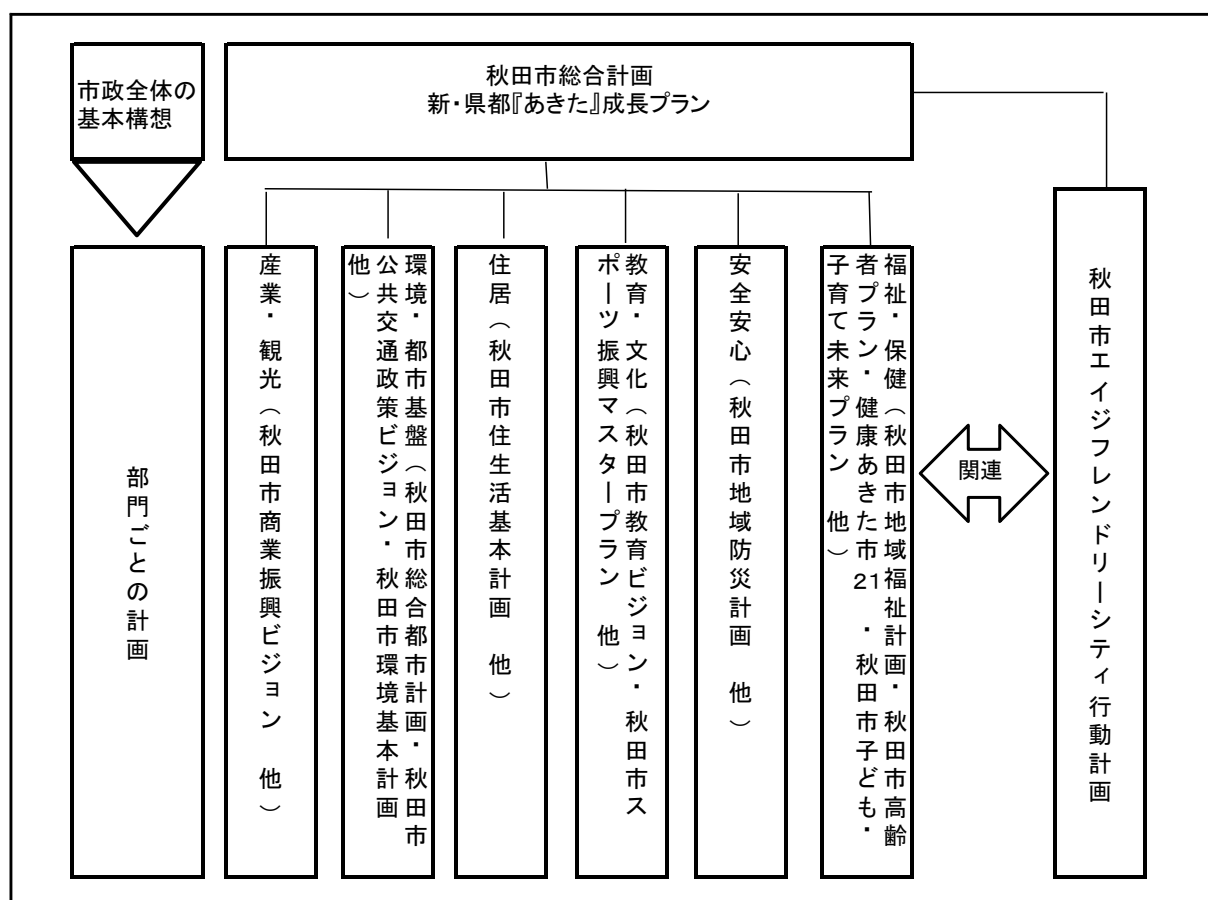 市政全体の
基本構想
秋田市総合計画
新・県都『あきた』成長プラン
部門ごとの計画
産業・観光（秋田市商業振興ビジョン　他）
環境・都市基盤（秋田市総合都市計画・秋田市
公共交通政策ビジョン・秋田市環境基本計画
他）
住居（秋田市住生活基本計画　他）
教育・文化（秋田市教育ビジョン・秋田市ス
ポーツ振興マスタープラン　他）
安全安心（秋田市地域防災計画　他）
福祉・保健（秋田市地域福祉計画・秋田市高齢
者プラン・健康あきた市21・秋田市子ども・
子育て未来プラン　他）
関連
秋田市エイジフレンドリーシティ行動計画